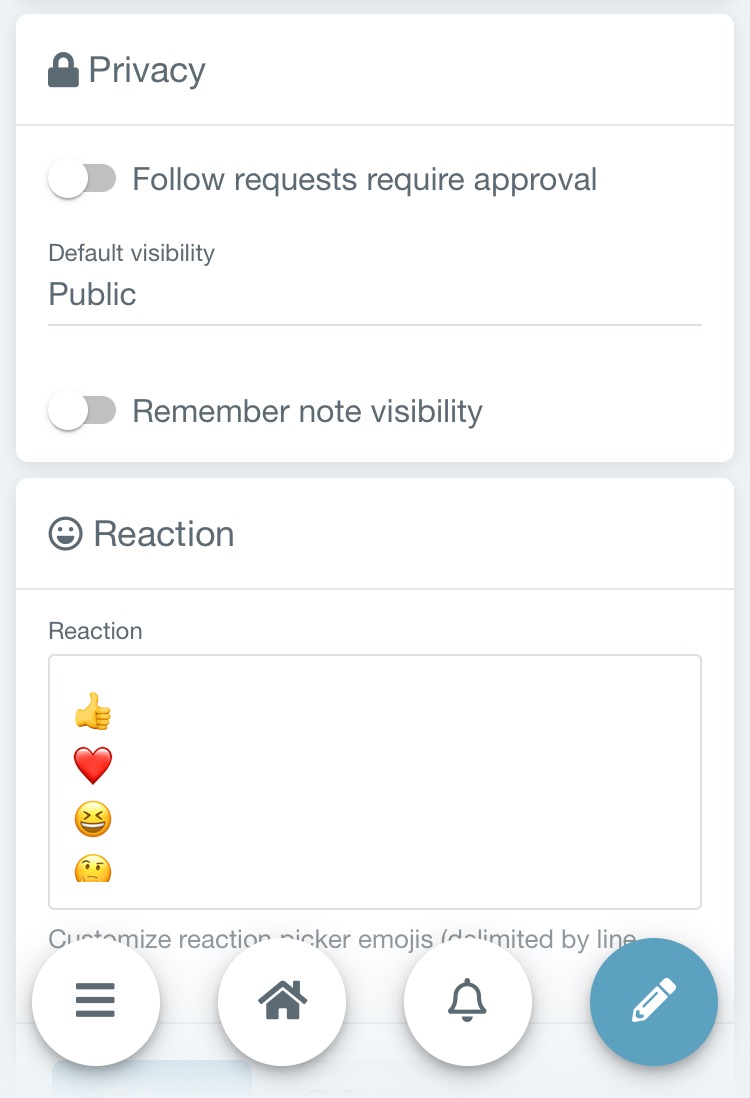 Privacy
Follow requests require approval
Default visibility
Public
Remember note visibility
Reaction
Reaction
👍
❤️
😆
🤔
Customize reaction picker emojis (delimited by line